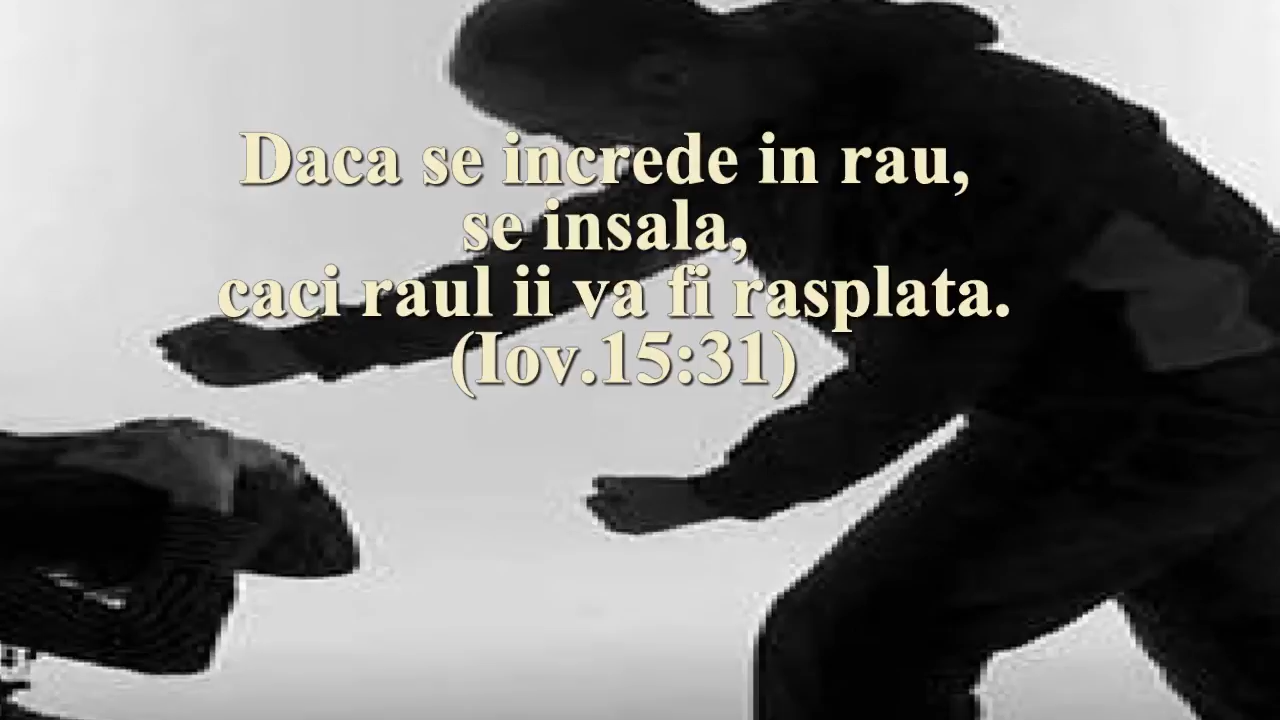 Daca se increde in rau,
se insala,
caci raul ii va fi rasplata.
(Iov.15:31)